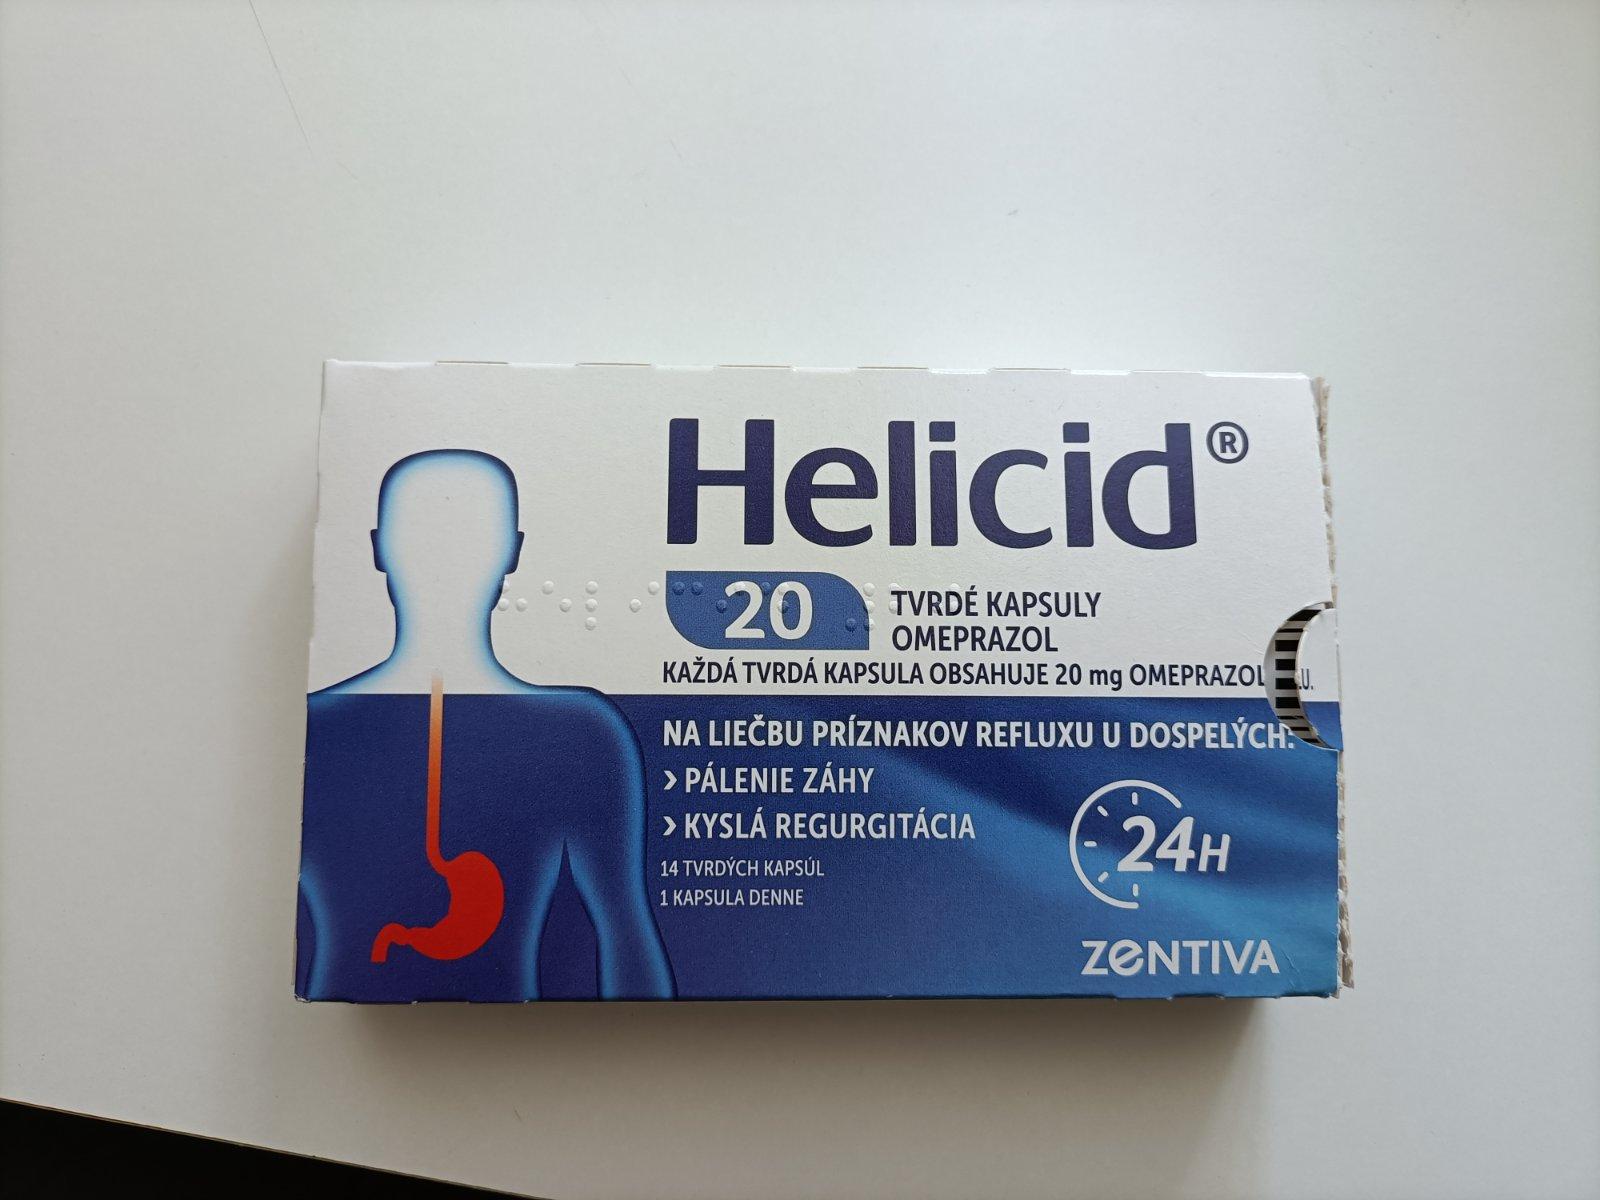 Helicid®
20
TVRDÉ KAPSULY
OMEPRAZOL
KAŽDÁ TVRDÁ KAPSULA OBSAHUJE 20 mg OMEPRAZOLU.
NA LIEČBU PRÍZNAKOV REFLUXU U DOSPELÝCH:
› PÁLENIE ZÁHY
› KYSLÁ REGURGITÁCIA
14 TVRDÝCH KAPSÚL
1 KAPSULA DENNE
24H
ZENTIVA